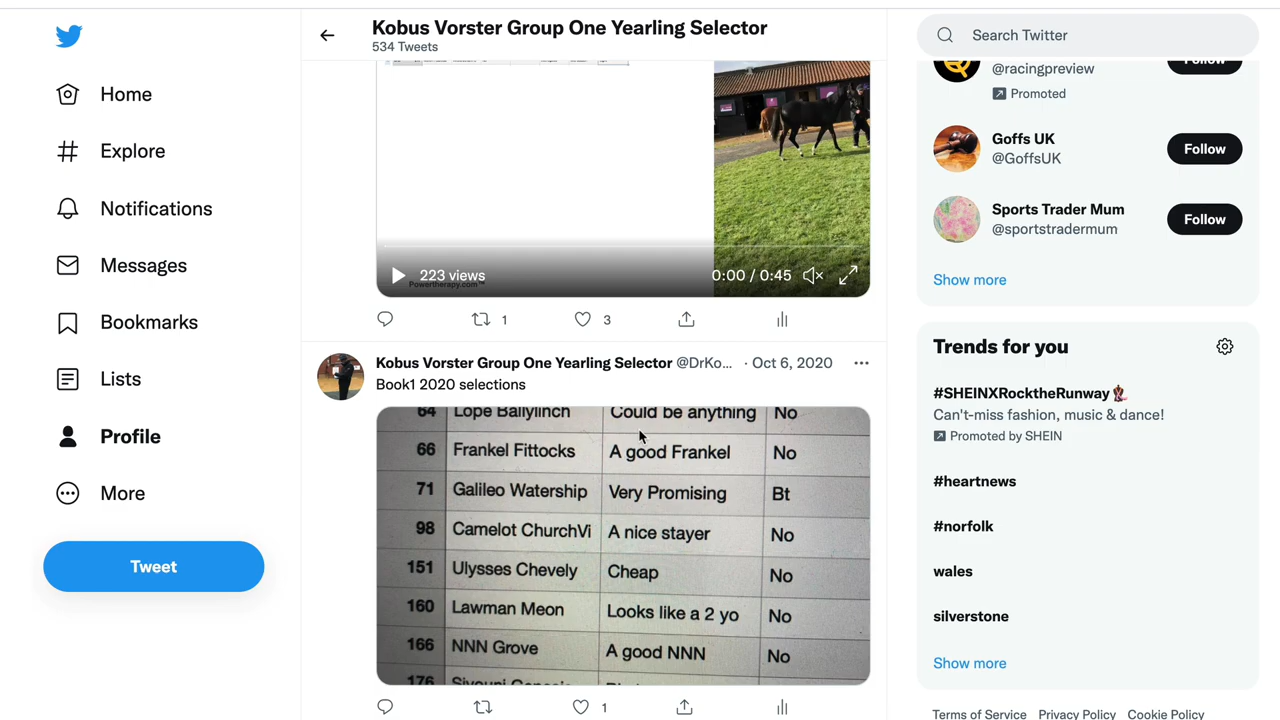 Kobus Vorster Group One Yearling Selector
534 Tweets
Search Twitter
Home
Explore
Notifications
Messages
Bookmarks
Lists
Profile
More
Tweet
223 views
0:00 / 0:45
Powertherapy.com™
1
3
Kobus Vorster Group One Yearling Selector @DrKo... · Oct 6, 2020
Book1 2020 selections
64 Lope Ballylinch Could be anything No
66 Frankel Fittocks A good Frankel No
71 Galileo Watership Very Promising Bt
98 Camelot ChurchVi A nice stayer No
151 Ulysses Chevely Cheap No
160 Lawman Meon Looks like a 2 yo No
166 NNN Grove A good NNN No
176
1
@racingpreview
Follow
Promoted
Goffs UK
@GoffsUK
Follow
Sports Trader Mum
@sportstradermum
Follow
Show more
Trends for you
#SHEINXRocktheRunway
Can't-miss fashion, music & dance!
Promoted by SHEIN
#heartnews
#norfolk
wales
silverstone
Show more
Terms of Service Privacy Policy Cookie Policy